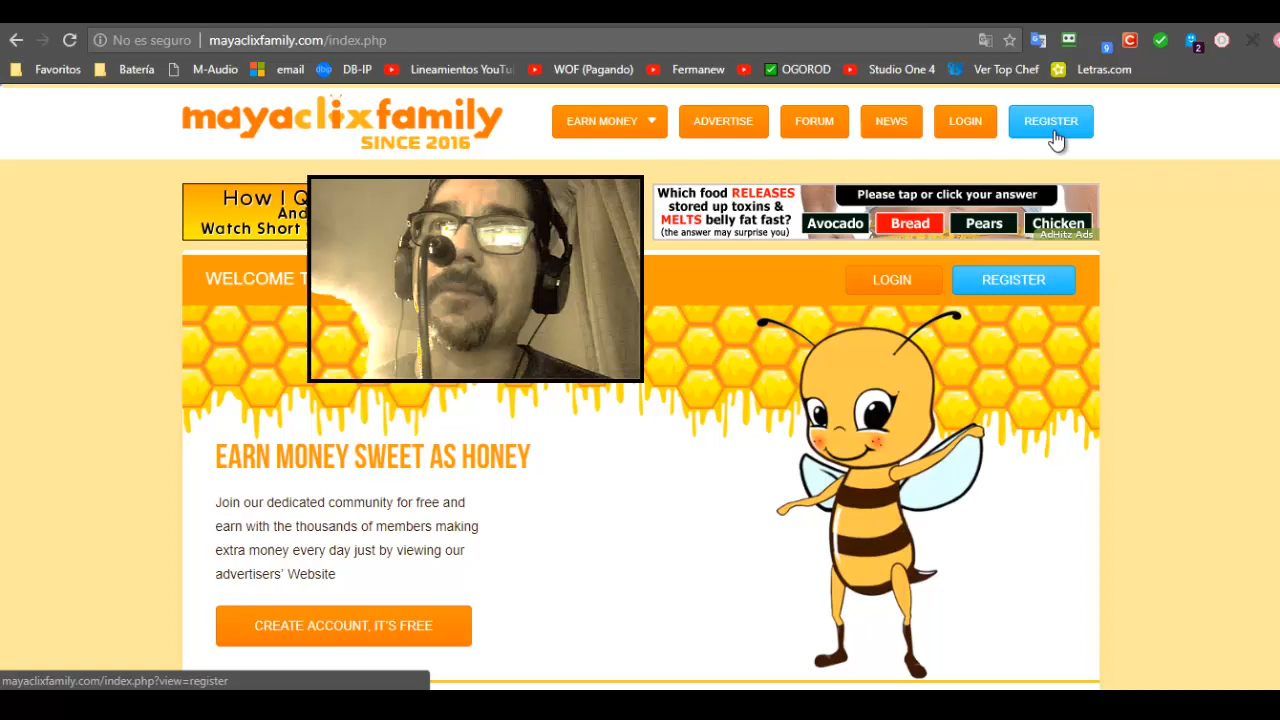 No es seguro | mayaclixfamily.com/index.php
9
2
Favoritos Batería M-Audio email DB-IP Lineamientos YouTu WOF (Pagando) Fermanew OGOROD Studio One 4 Ver Top Chef Letras.com
mayaclixfamily
SINCE 2016
EARN MONEY ADVERTISE FORUM NEWS LOGIN REGISTER
How I Q
And
Watch Short
Which food RELEASES
stored up toxins &
MELTS belly fat fast?
(the answer may surprise you)
Please tap or click your answer
Avocado Bread Pears Chicken
AdHitz Ads
WELCOME T
LOGIN REGISTER
EARN MONEY SWEET AS HONEY
Join our dedicated community for free and
earn with the thousands of members making
extra money every day just by viewing our
advertisers' Website
CREATE ACCOUNT, IT'S FREE
mayaclixfamily.com/index.php?view=register